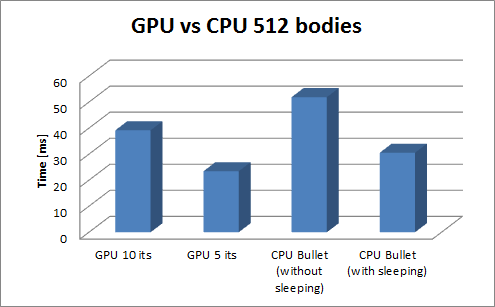 GPU vs CPU 512 bodies
60
50
40
30
20
10
0
Time [ms]
GPU 10 its
GPU 5 its
CPU Bullet
(without
sleeping)
CPU Bullet
(with sleeping)